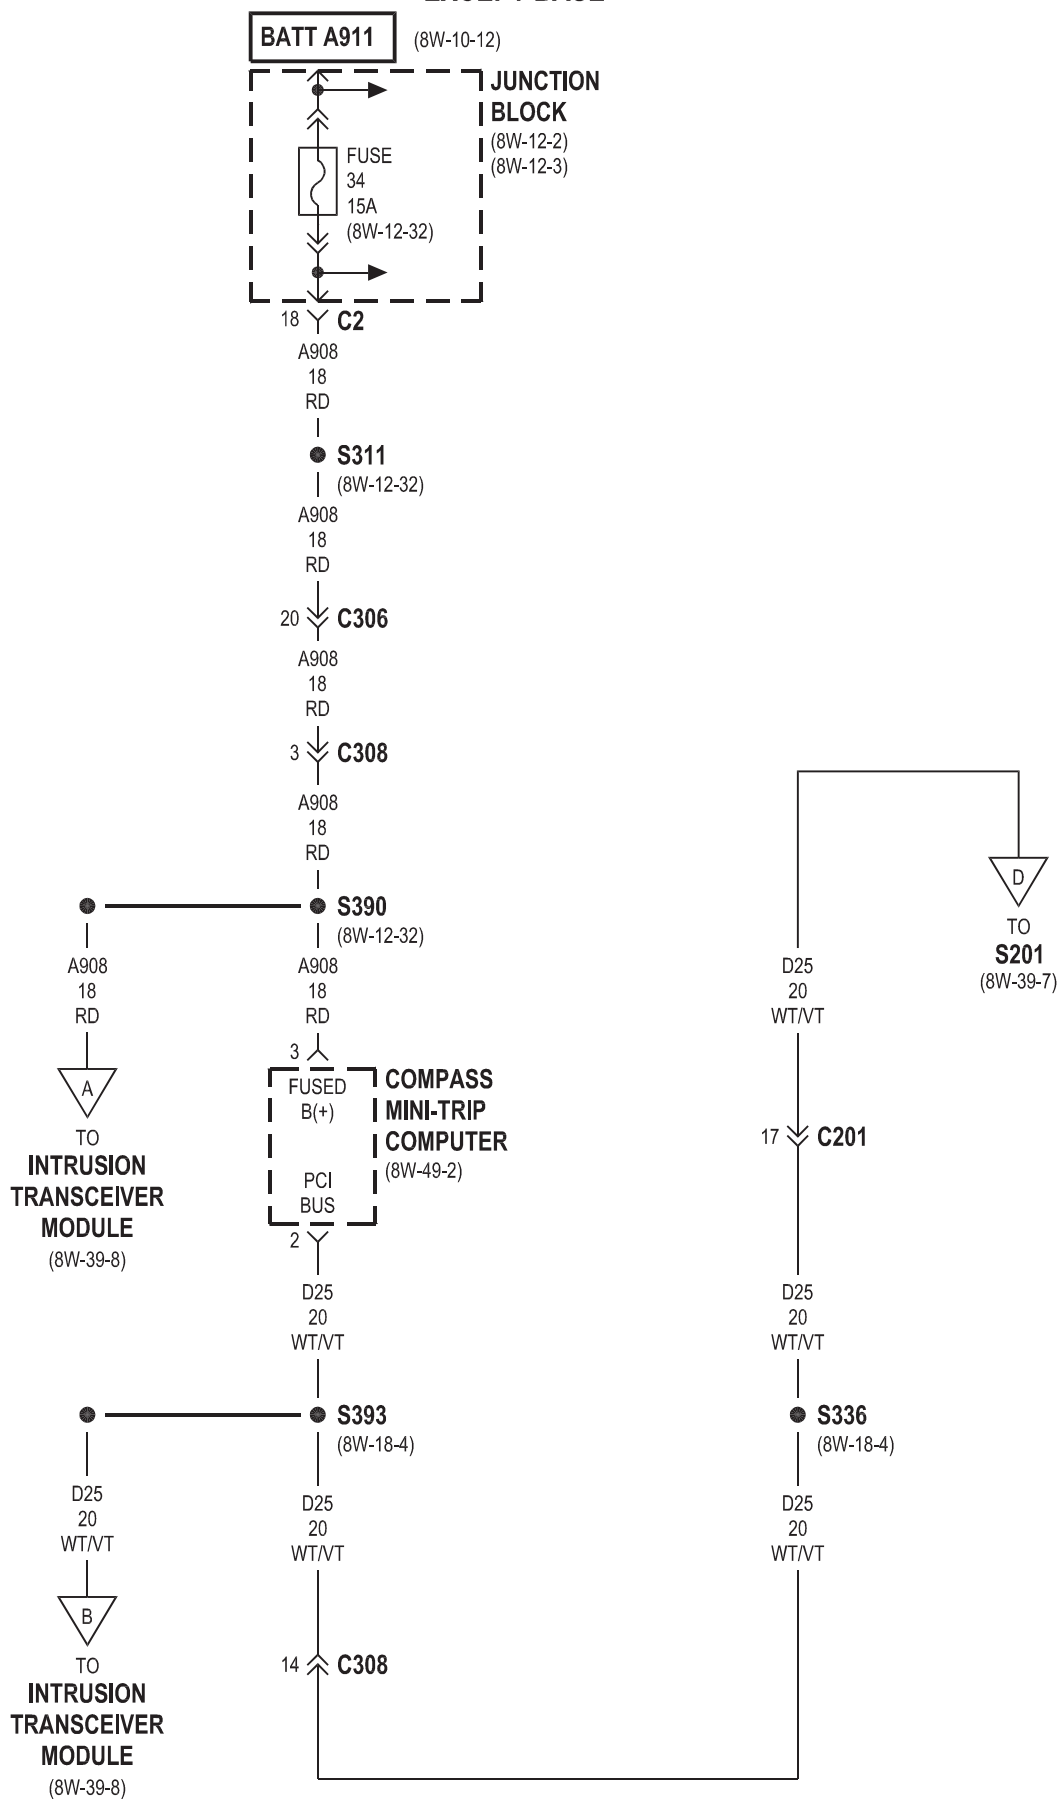 BATT A911
(8W-10-12)
JUNCTION
BLOCK
(8W-12-2)
(8W-12-3)
FUSE
34
15A
(8W-12-32)
18
C2
A908
18
RD
S311
(8W-12-32)
A908
18
RD
20
C306
A908
18
RD
3
C308
A908
18
RD
S390
(8W-12-32)
A908
18
RD
A
TO
INTRUSION
TRANSCEIVER
MODULE
(8W-39-8)
A908
18
RD
3
FUSED
B(+)
PCI
BUS
COMPASS
MINI-TRIP
COMPUTER
(8W-49-2)
2
D25
20
WT/VT
S393
(8W-18-4)
D25
20
WT/VT
B
TO
INTRUSION
TRANSCEIVER
MODULE
(8W-39-8)
D25
20
WT/VT
14
C308
D
TO
S201
(8W-39-7)
D25
20
WT/VT
17
C201
D25
20
WT/VT
S336
(8W-18-4)
D25
20
WT/VT